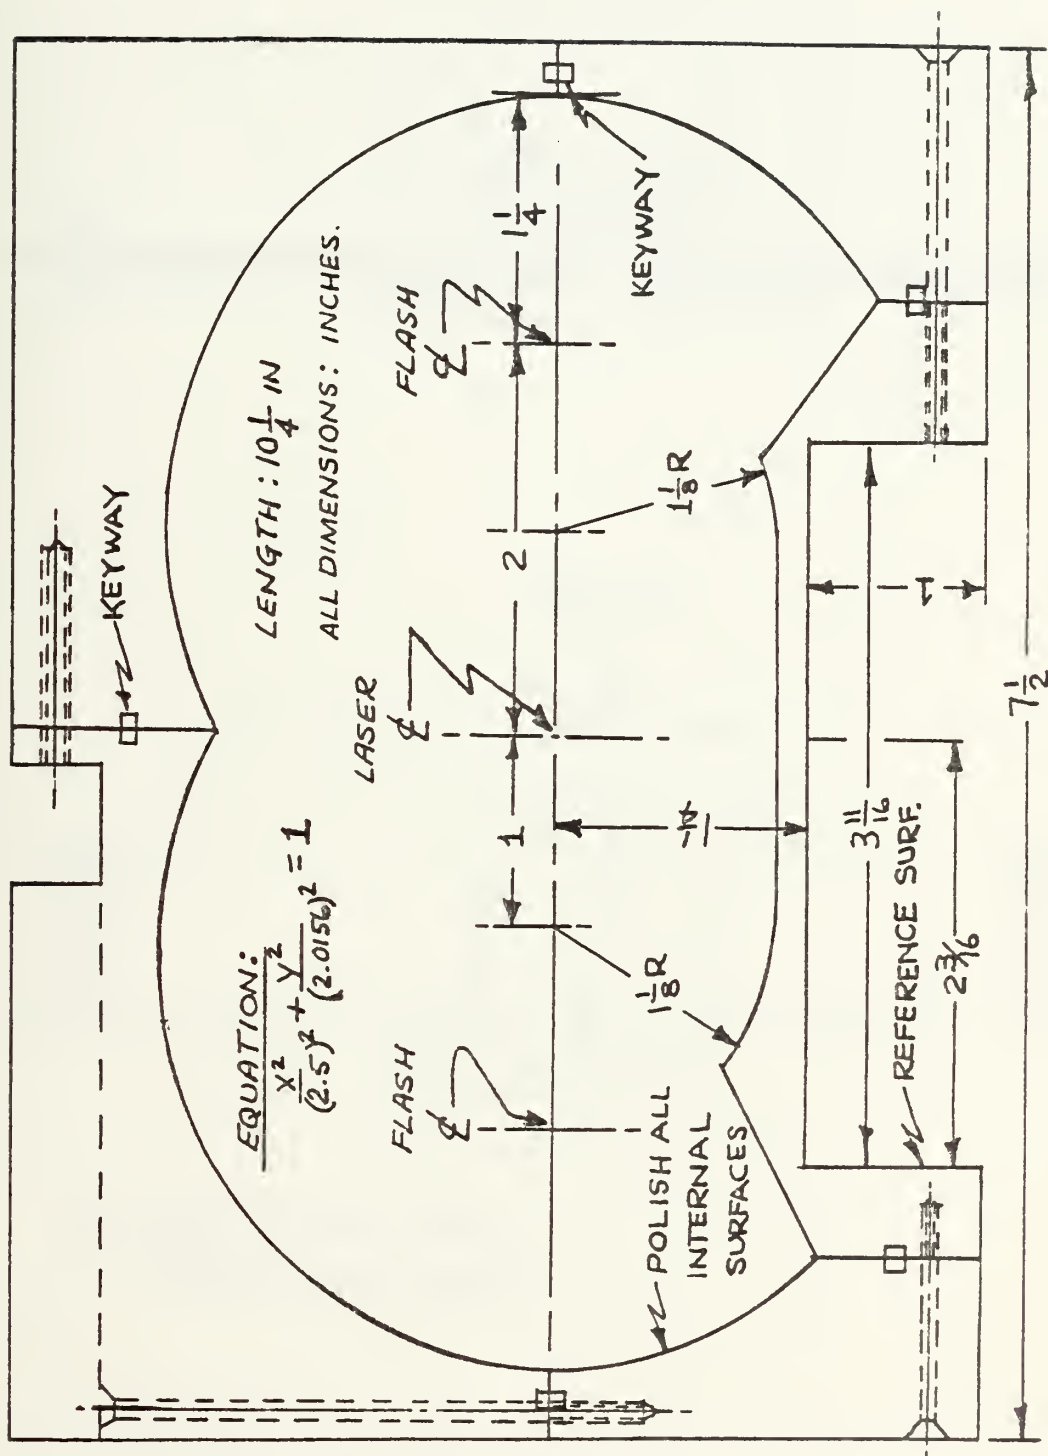 KEYWAY
LENGTH : 10 1/4 IN
ALL DIMENSIONS : INCHES.
EQUATION:
X²/(2.5)² + Y²/(2.0156)² = 1
FLASH
℄
LASER
℄
FLASH
℄
1
2
1 1/4
KEYWAY
1 1/8 R
1 1/8 R
POLISH ALL
INTERNAL
SURFACES
1
3 11/16
REFERENCE SURF.
2 3/16
7 1/2